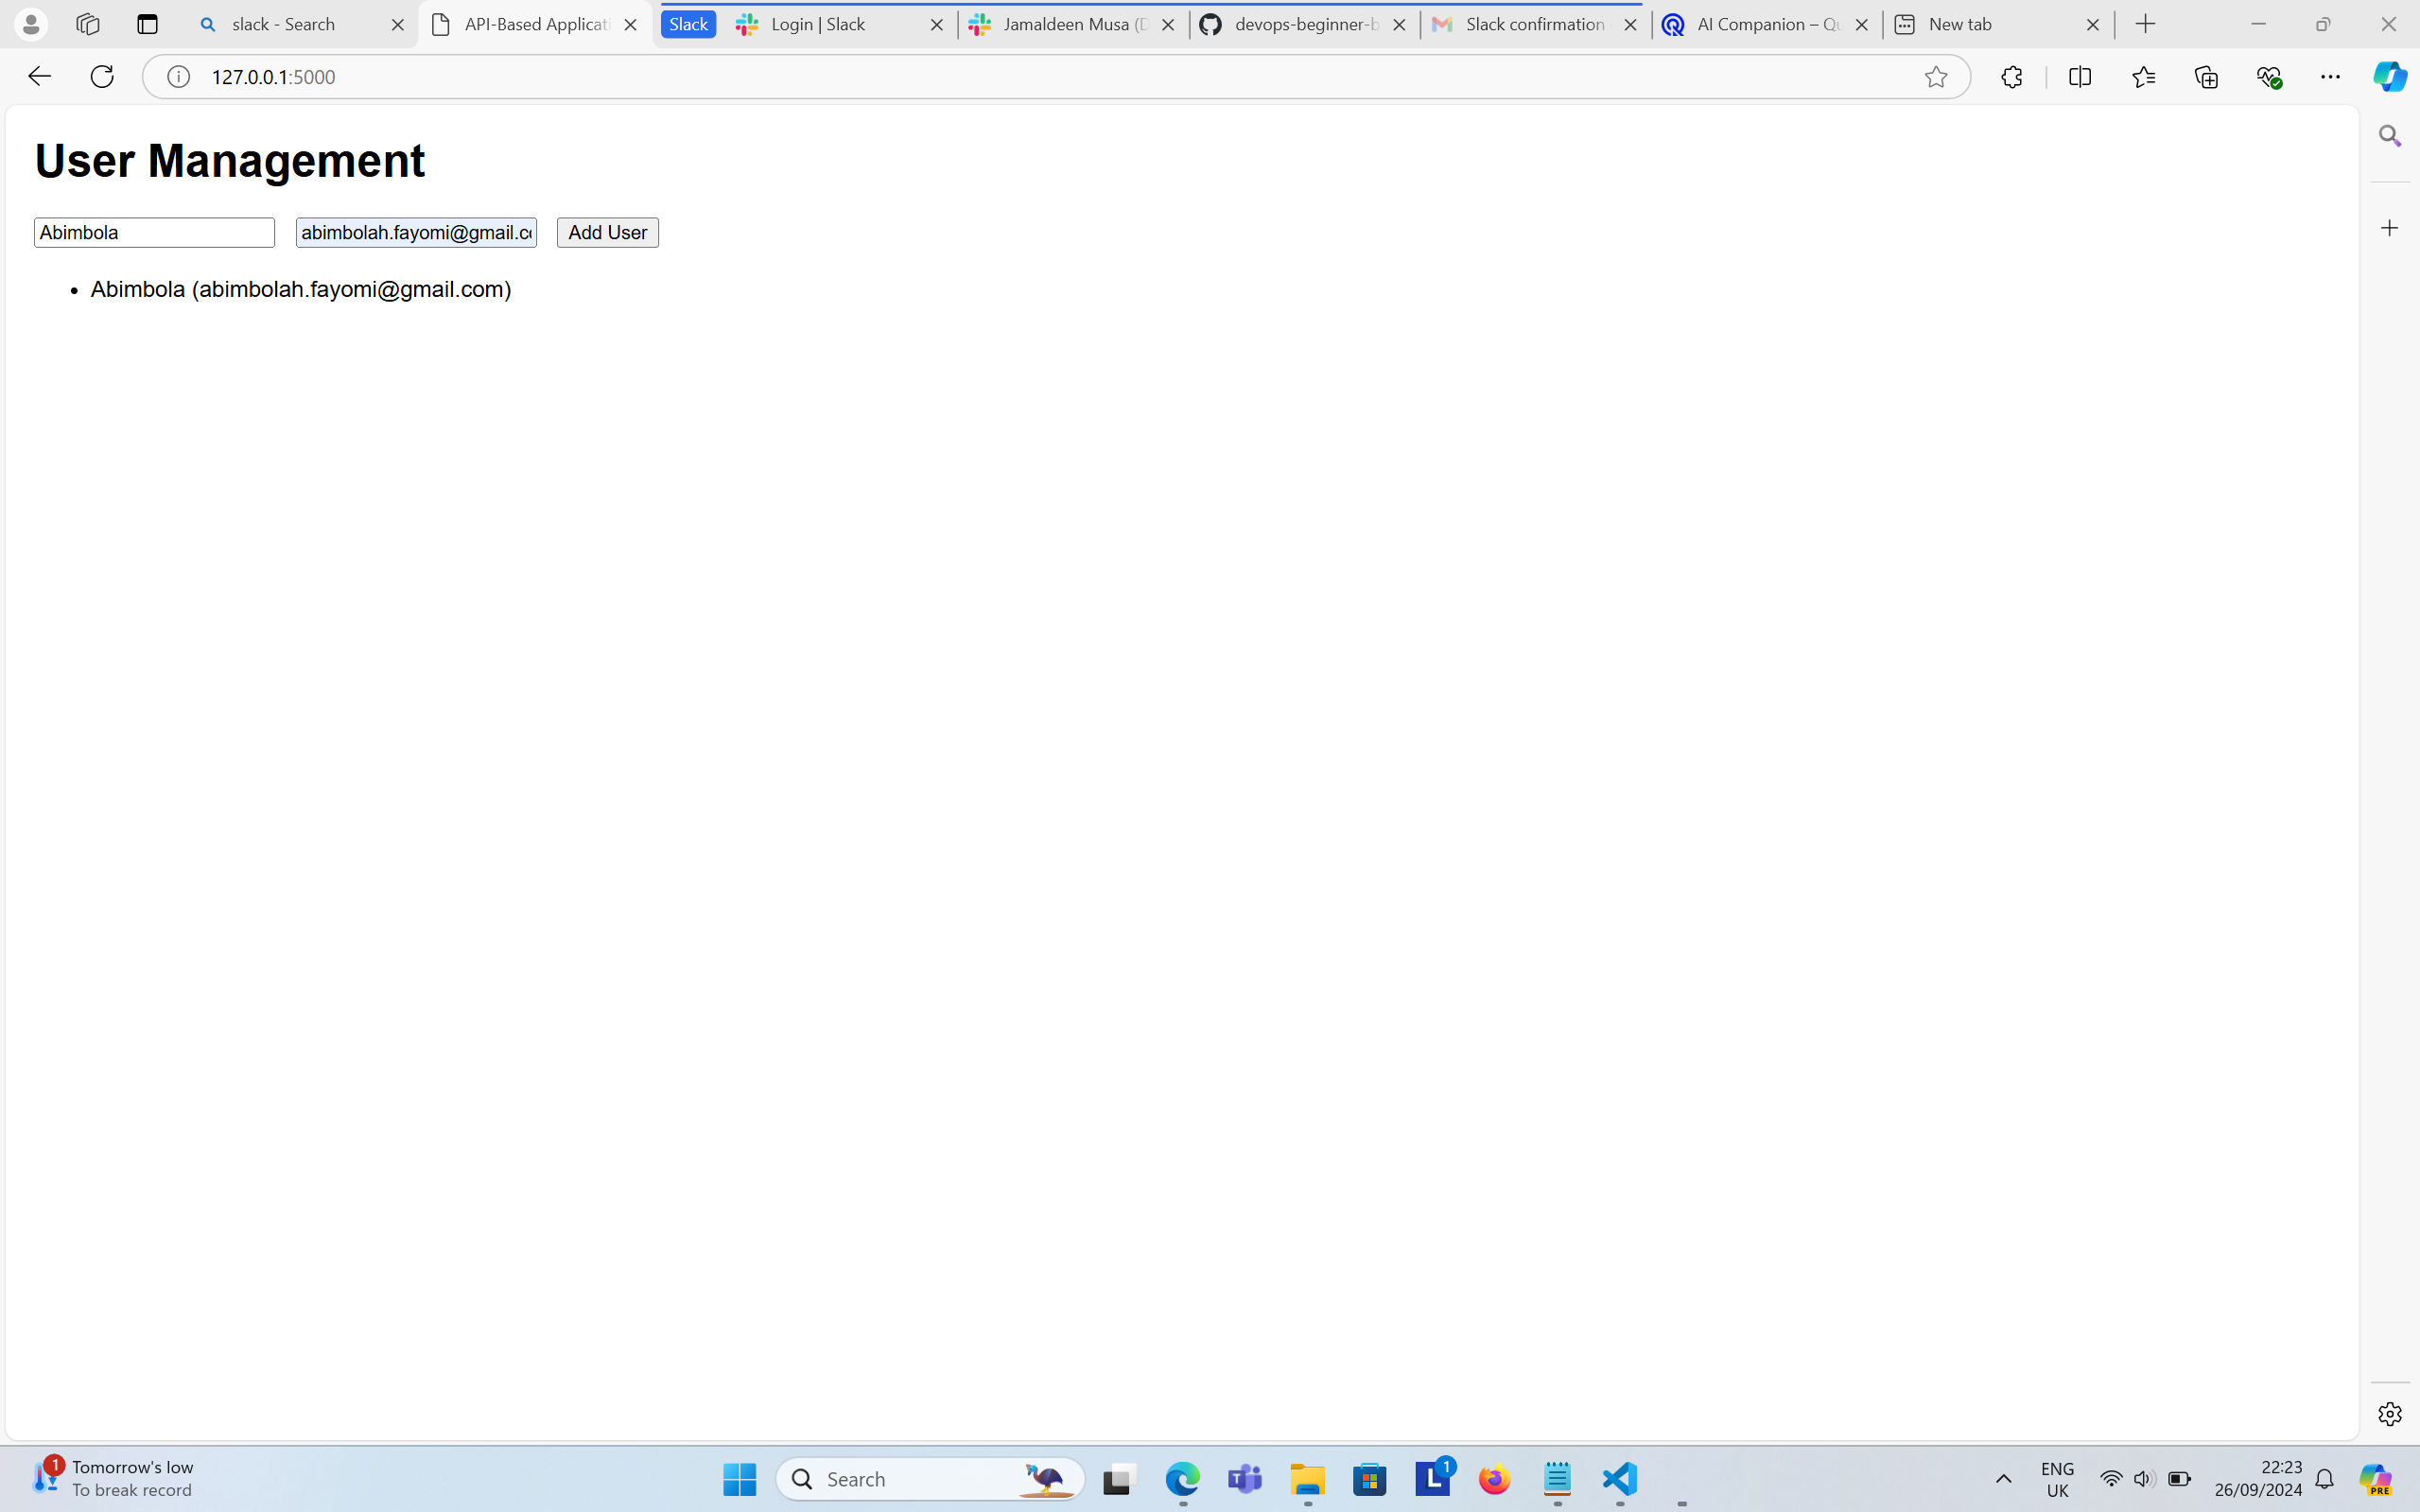 slack - Search
API-Based Applicati
Slack
Login | Slack
Jamaldeen Musa (D
devops-beginner-b
Slack confirmation
AI Companion – Qu
New tab
127.0.0.1:5000
User Management
Abimbola
abimbolah.fayomi@gmail.co
Add User
• Abimbola (abimbolah.fayomi@gmail.com)
1
Tomorrow's low
To break record
Search
T
L
1
ENG
UK
22:23
26/09/2024
PRE